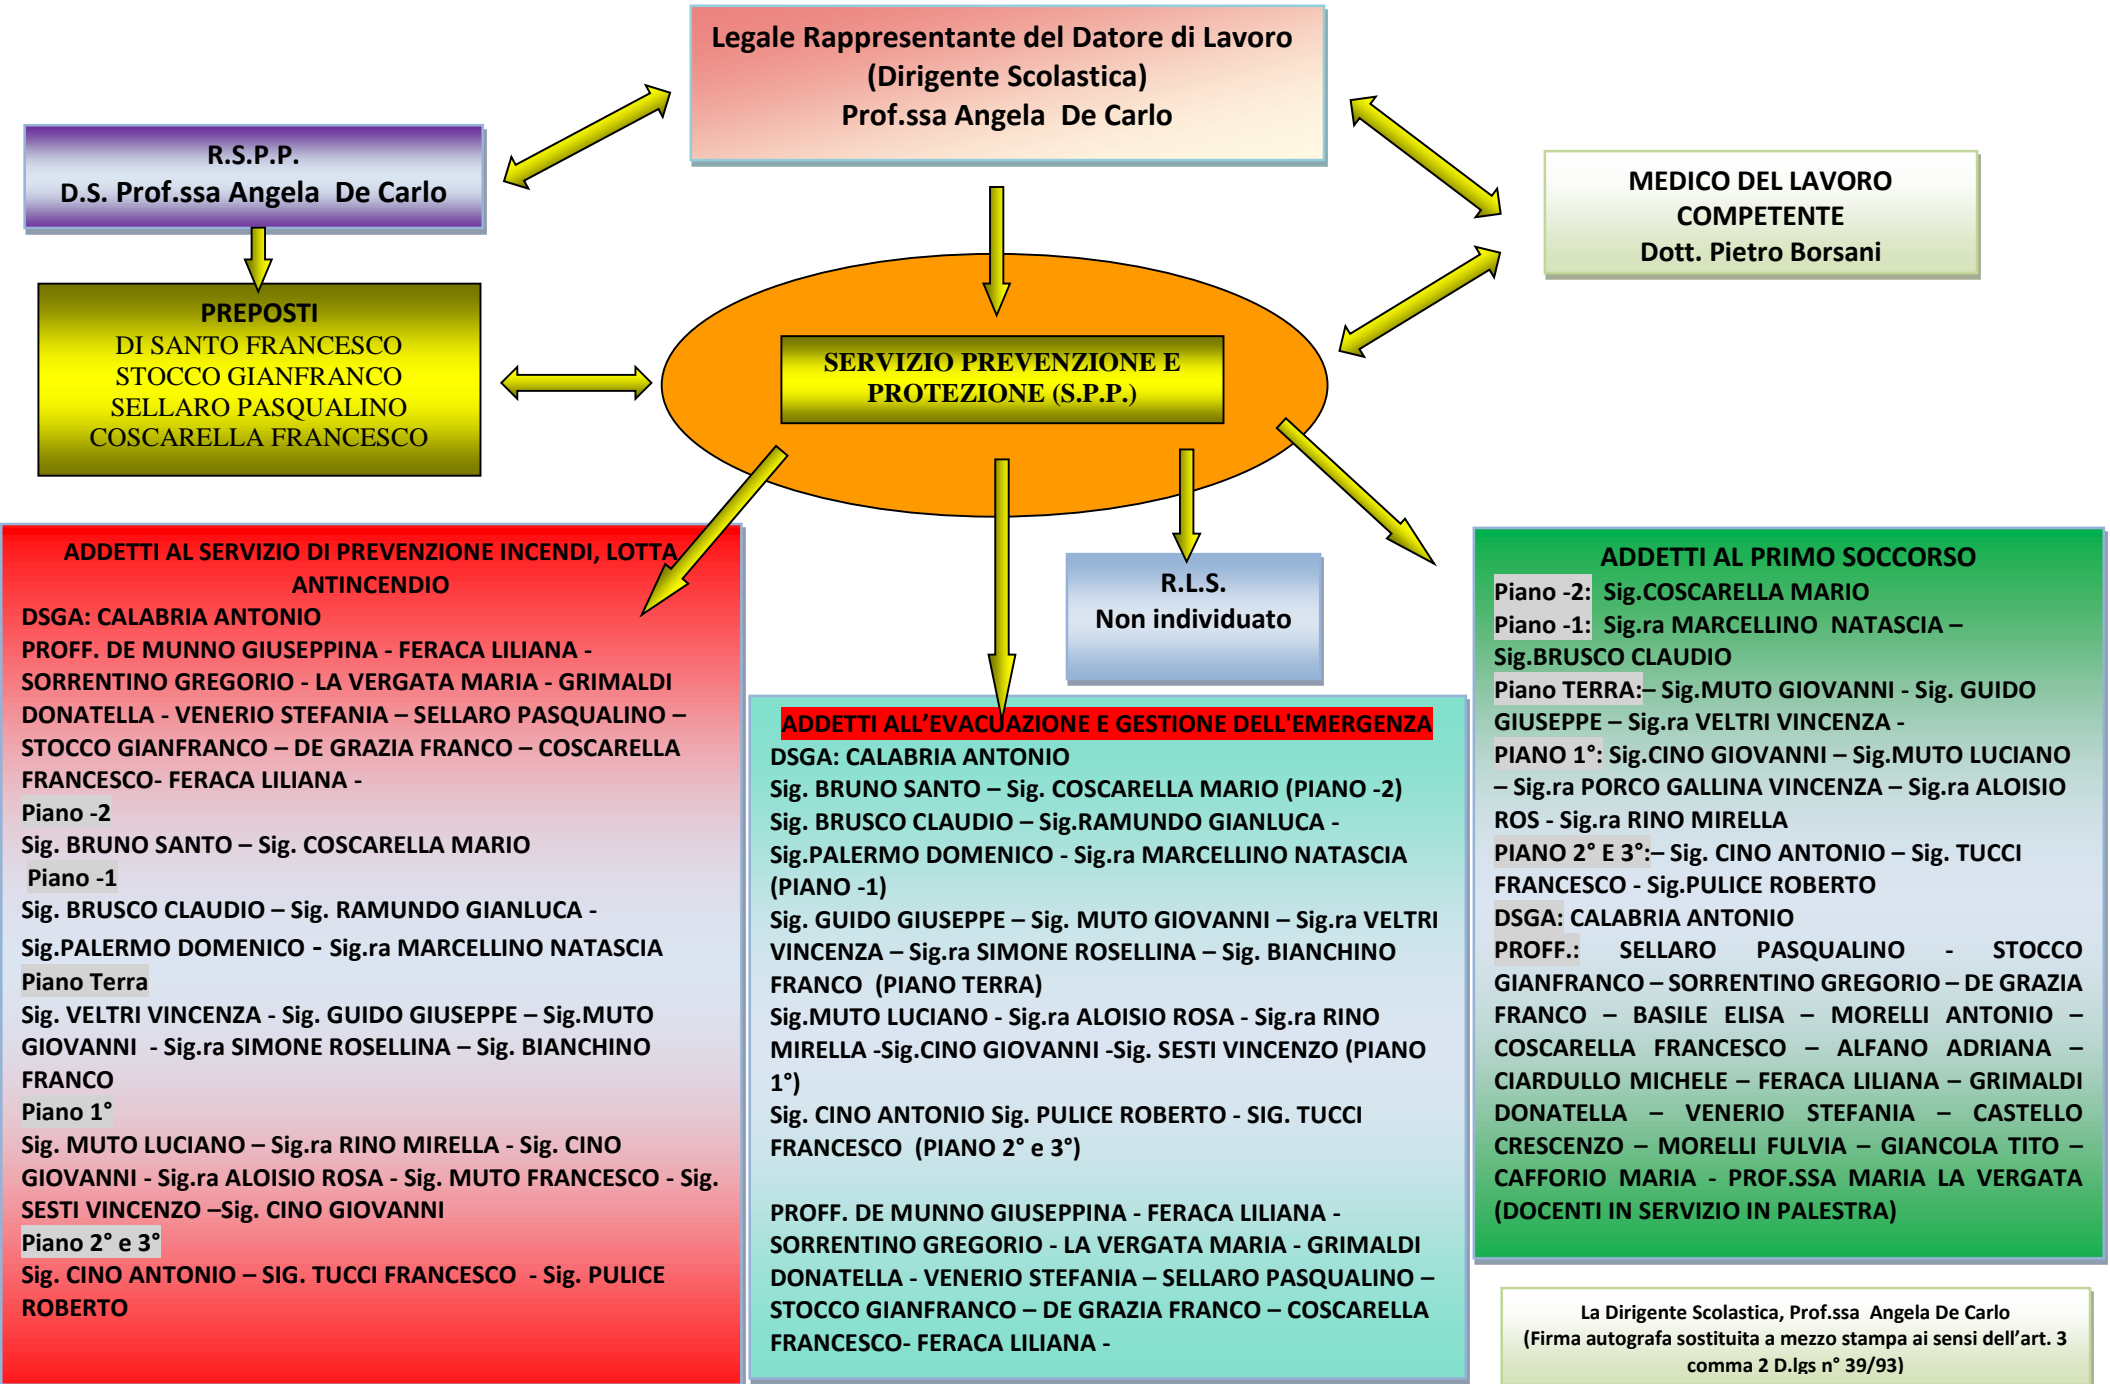 Legale Rappresentante del Datore di Lavoro
(Dirigente Scolastica)
Prof.ssa Angela De Carlo
R.S.P.P.
D.S. Prof.ssa Angela De Carlo
MEDICO DEL LAVORO
COMPETENTE
Dott. Pietro Borsani
PREPOSTI
DI SANTO FRANCESCO
STOCCO GIANFRANCO
SELLARO PASQUALINO
COSCARELLA FRANCESCO
SERVIZIO PREVENZIONE E
PROTEZIONE (S.P.P.)
ADDETTI AL SERVIZIO DI PREVENZIONE INCENDI, LOTTA
ANTINCENDIO
DSGA: CALABRIA ANTONIO
PROFF. DE MUNNO GIUSEPPINA - FERACA LILIANA -
SORRENTINO GREGORIO - LA VERGATA MARIA - GRIMALDI
DONATELLA - VENERIO STEFANIA – SELLARO PASQUALINO –
STOCCO GIANFRANCO – DE GRAZIA FRANCO – COSCARELLA
FRANCESCO- FERACA LILIANA -
Piano -2
Sig. BRUNO SANTO – Sig. COSCARELLA MARIO
Piano -1
Sig. BRUSCO CLAUDIO – Sig. RAMUNDO GIANLUCA -
Sig.PALERMO DOMENICO - Sig.ra MARCELLINO NATASCIA
Piano Terra
Sig. VELTRI VINCENZA - Sig. GUIDO GIUSEPPE – Sig.MUTO
GIOVANNI - Sig.ra SIMONE ROSELLINA – Sig. BIANCHINO
FRANCO
Piano 1°
Sig. MUTO LUCIANO – Sig.ra RINO MIRELLA - Sig. CINO
GIOVANNI - Sig.ra ALOISIO ROSA - Sig. MUTO FRANCESCO - Sig.
SESTI VINCENZO –Sig. CINO GIOVANNI
Piano 2° e 3°
Sig. CINO ANTONIO – SIG. TUCCI FRANCESCO - Sig. PULICE
ROBERTO
R.L.S.
Non individuato
ADDETTI ALL’EVACUAZIONE E GESTIONE DELL'EMERGENZA
DSGA: CALABRIA ANTONIO
Sig. BRUNO SANTO – Sig. COSCARELLA MARIO (PIANO -2)
Sig. BRUSCO CLAUDIO – Sig.RAMUNDO GIANLUCA -
Sig.PALERMO DOMENICO - Sig.ra MARCELLINO NATASCIA
(PIANO -1)
Sig. GUIDO GIUSEPPE – Sig. MUTO GIOVANNI – Sig.ra VELTRI
VINCENZA – Sig.ra SIMONE ROSELLINA – Sig. BIANCHINO
FRANCO (PIANO TERRA)
Sig.MUTO LUCIANO - Sig.ra ALOISIO ROSA - Sig.ra RINO
MIRELLA -Sig.CINO GIOVANNI -Sig. SESTI VINCENZO (PIANO
1°)
Sig. CINO ANTONIO Sig. PULICE ROBERTO - SIG. TUCCI
FRANCESCO (PIANO 2° e 3°)
PROFF. DE MUNNO GIUSEPPINA - FERACA LILIANA -
SORRENTINO GREGORIO - LA VERGATA MARIA - GRIMALDI
DONATELLA - VENERIO STEFANIA – SELLARO PASQUALINO –
STOCCO GIANFRANCO – DE GRAZIA FRANCO – COSCARELLA
FRANCESCO- FERACA LILIANA -
ADDETTI AL PRIMO SOCCORSO
Piano -2: Sig.COSCARELLA MARIO
Piano -1: Sig.ra MARCELLINO NATASCIA –
Sig.BRUSCO CLAUDIO
Piano TERRA:– Sig.MUTO GIOVANNI - Sig. GUIDO
GIUSEPPE – Sig.ra VELTRI VINCENZA -
PIANO 1°: Sig.CINO GIOVANNI – Sig.MUTO LUCIANO
– Sig.ra PORCO GALLINA VINCENZA – Sig.ra ALOISIO
ROS - Sig.ra RINO MIRELLA
PIANO 2° E 3°:– Sig. CINO ANTONIO – Sig. TUCCI
FRANCESCO - Sig.PULICE ROBERTO
DSGA: CALABRIA ANTONIO
PROFF.: SELLARO PASQUALINO - STOCCO
GIANFRANCO – SORRENTINO GREGORIO – DE GRAZIA
FRANCO – BASILE ELISA – MORELLI ANTONIO –
COSCARELLA FRANCESCO – ALFANO ADRIANA –
CIARDULLO MICHELE – FERACA LILIANA – GRIMALDI
DONATELLA – VENERIO STEFANIA – CASTELLO
CRESCENZO – MORELLI FULVIA – GIANCOLA TITO –
CAFFORIO MARIA - PROF.SSA MARIA LA VERGATA
(DOCENTI IN SERVIZIO IN PALESTRA)
La Dirigente Scolastica, Prof.ssa Angela De Carlo
(Firma autografa sostituita a mezzo stampa ai sensi dell’art. 3
comma 2 D.lgs n° 39/93)